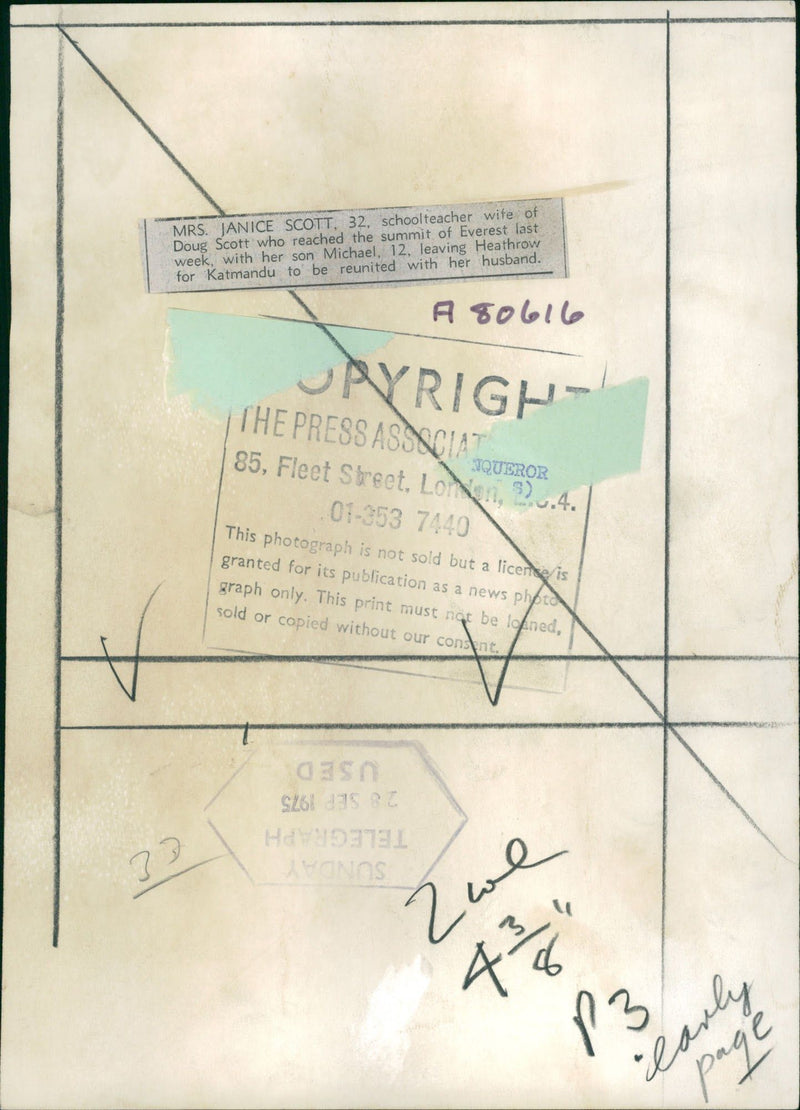 MRS. JANICE SCOTT, 32, schoolteacher wife of
Doug Scott who reached the summit of Everest last
week, with her son Michael, 12, leaving Heathrow
for Katmandu to be reunited with her husband.
A 80616
OPYRIGHT
THE PRESS ASSOCIAT
NQUEROR
85, Fleet Street, London, E.C.4.
S)
01-353 7440
This photograph is not sold but a licence is
granted for its publication as a news photo-
graph only. This print must not be loaned,
sold or copied without our consent.
USED
28 SEP 1975
TELEGRAPH
SUNDAY
33
2 col
4 3/8"
P3
early
page